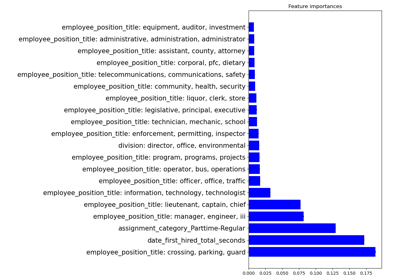 Feature importances
employee_position_title: equipment, auditor, investment
employee_position_title: administrative, administration, administrator
employee_position_title: assistant, county, attorney
employee_position_title: corporal, pfc, dietary
employee_position_title: telecommunications, communications, safety
employee_position_title: community, health, security
employee_position_title: liquor, clerk, store
employee_position_title: legislative, principal, executive
employee_position_title: technician, mechanic, school
employee_position_title: enforcement, permitting, inspector
division: director, office, environmental
employee_position_title: program, programs, projects
employee_position_title: operator, bus, operations
employee_position_title: officer, office, traffic
employee_position_title: information, technology, technologist
employee_position_title: lieutenant, captain, chief
employee_position_title: manager, engineer, iii
assignment_category_Parttime-Regular
date_first_hired_total_seconds
employee_position_title: crossing, parking, guard
0.000 0.025 0.050 0.075 0.100 0.125 0.150 0.175